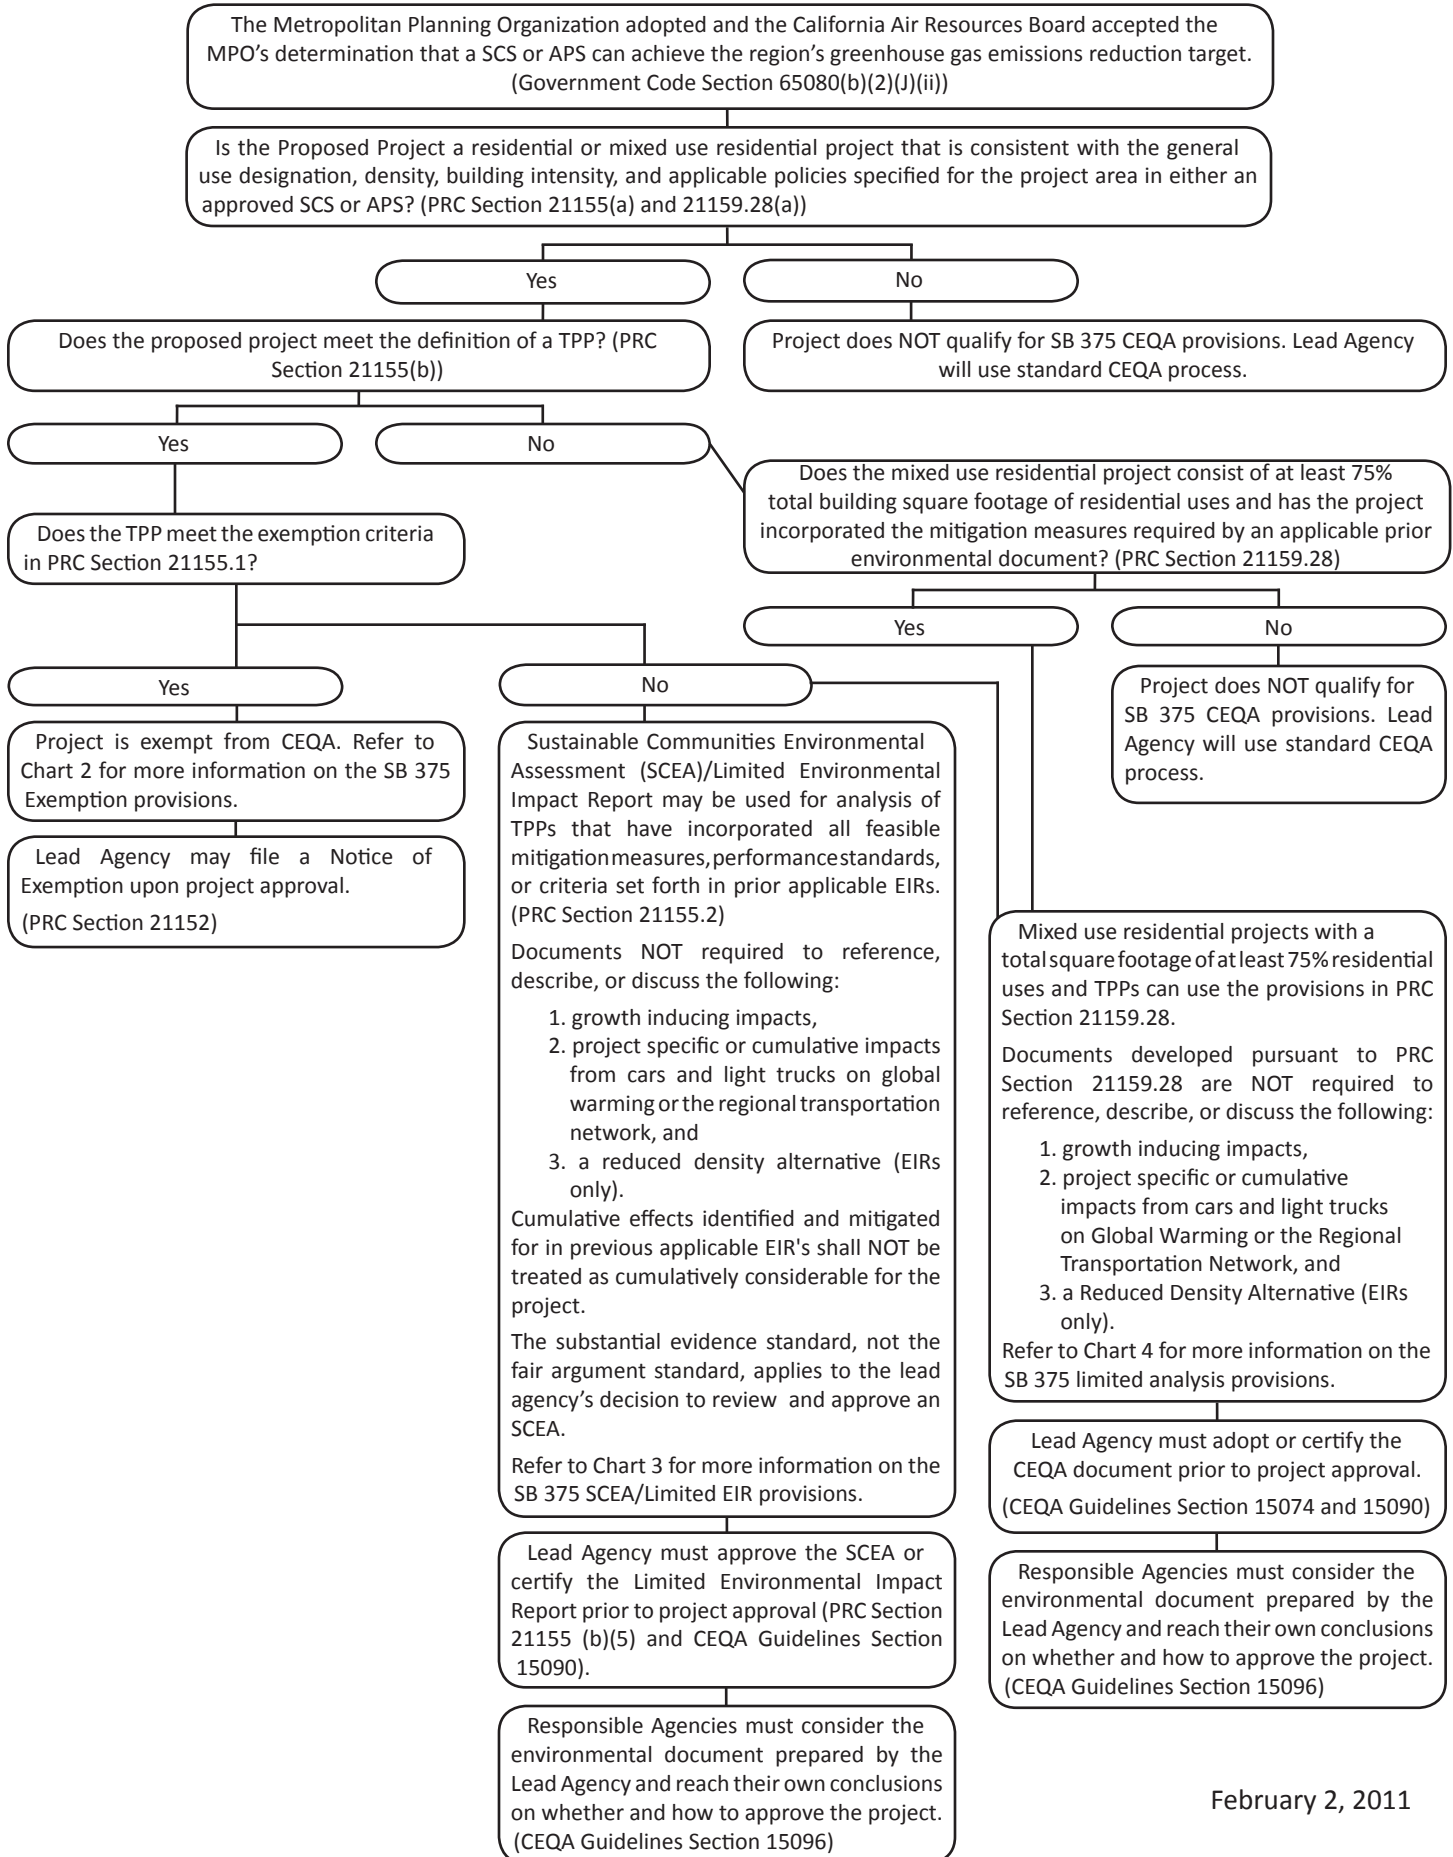 The Metropolitan Planning Organization adopted and the California Air Resources Board accepted the
MPO's determination that a SCS or APS can achieve the region's greenhouse gas emissions reduction target.
(Government Code Section 65080(b)(2)(J)(ii))
Is the Proposed Project a residential or mixed use residential project that is consistent with the general
use designation, density, building intensity, and applicable policies specified for the project area in either an
approved SCS or APS? (PRC Section 21155(a) and 21159.28(a))
Yes
No
Does the proposed project meet the definition of a TPP? (PRC
Section 21155(b))
Project does NOT qualify for SB 375 CEQA provisions. Lead Agency
will use standard CEQA process.
Yes
No
Does the mixed use residential project consist of at least 75%
total building square footage of residential uses and has the project
incorporated the mitigation measures required by an applicable prior
environmental document? (PRC Section 21159.28)
Does the TPP meet the exemption criteria
in PRC Section 21155.1?
Yes
No
Yes
No
Project does NOT qualify for
SB 375 CEQA provisions. Lead
Agency will use standard CEQA
process.
Project is exempt from CEQA. Refer to
Chart 2 for more information on the SB 375
Exemption provisions.
Lead Agency may file a Notice of
Exemption upon project approval.
(PRC Section 21152)
Sustainable Communities Environmental
Assessment (SCEA)/Limited Environmental
Impact Report may be used for analysis of
TPPs that have incorporated all feasible
mitigation measures, performance standards,
or criteria set forth in prior applicable EIRs.
(PRC Section 21155.2)
Documents NOT required to reference,
describe, or discuss the following:
1. growth inducing impacts,
2. project specific or cumulative impacts
from cars and light trucks on global
warming or the regional transportation
network, and
3. a reduced density alternative (EIRs
only).
Cumulative effects identified and mitigated
for in previous applicable EIR's shall NOT be
treated as cumulatively considerable for the
project.
The substantial evidence standard, not the
fair argument standard, applies to the lead
agency's decision to review and approve an
SCEA.
Refer to Chart 3 for more information on the
SB 375 SCEA/Limited EIR provisions.
Lead Agency must approve the SCEA or
certify the Limited Environmental Impact
Report prior to project approval (PRC Section
21155 (b)(5) and CEQA Guidelines Section
15090).
Responsible Agencies must consider the
environmental document prepared by the
Lead Agency and reach their own conclusions
on whether and how to approve the project.
(CEQA Guidelines Section 15096)
Mixed use residential projects with a
total square footage of at least 75% residential
uses and TPPs can use the provisions in PRC
Section 21159.28.
Documents developed pursuant to PRC
Section 21159.28 are NOT required to
reference, describe, or discuss the following:
1. growth inducing impacts,
2. project specific or cumulative
impacts from cars and light trucks
on Global Warming or the Regional
Transportation Network, and
3. a Reduced Density Alternative (EIRs
only).
Refer to Chart 4 for more information on the
SB 375 limited analysis provisions.
Lead Agency must adopt or certify the
CEQA document prior to project approval.
(CEQA Guidelines Section 15074 and 15090)
Responsible Agencies must consider the
environmental document prepared by the
Lead Agency and reach their own conclusions
on whether and how to approve the project.
(CEQA Guidelines Section 15096)
February 2, 2011